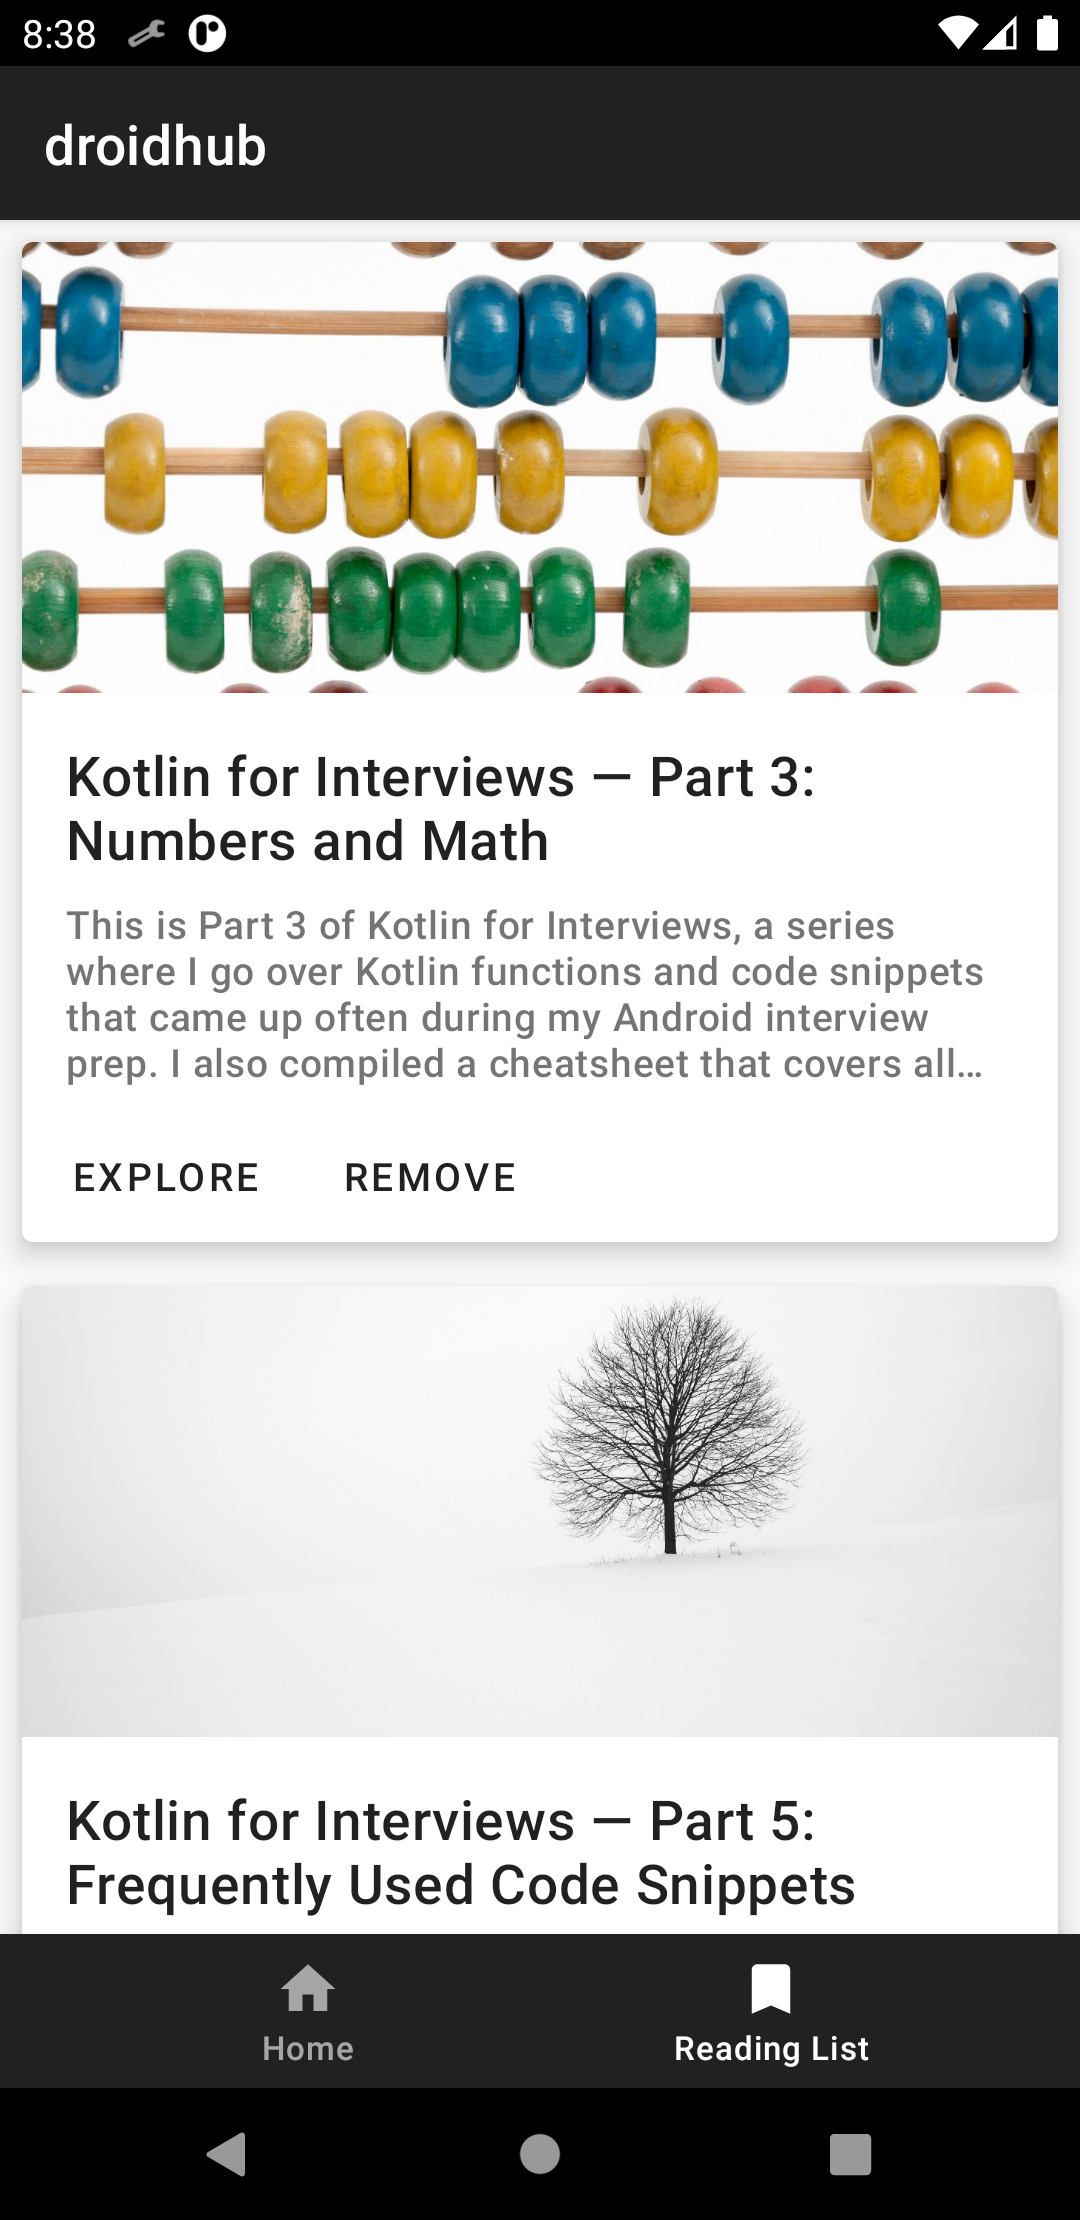 8:38
droidhub
Kotlin for Interviews — Part 3:
Numbers and Math
This is Part 3 of Kotlin for Interviews, a series
where I go over Kotlin functions and code snippets
that came up often during my Android interview
prep. I also compiled a cheatsheet that covers all…
EXPLORE REMOVE
Kotlin for Interviews — Part 5:
Frequently Used Code Snippets
Home Reading List